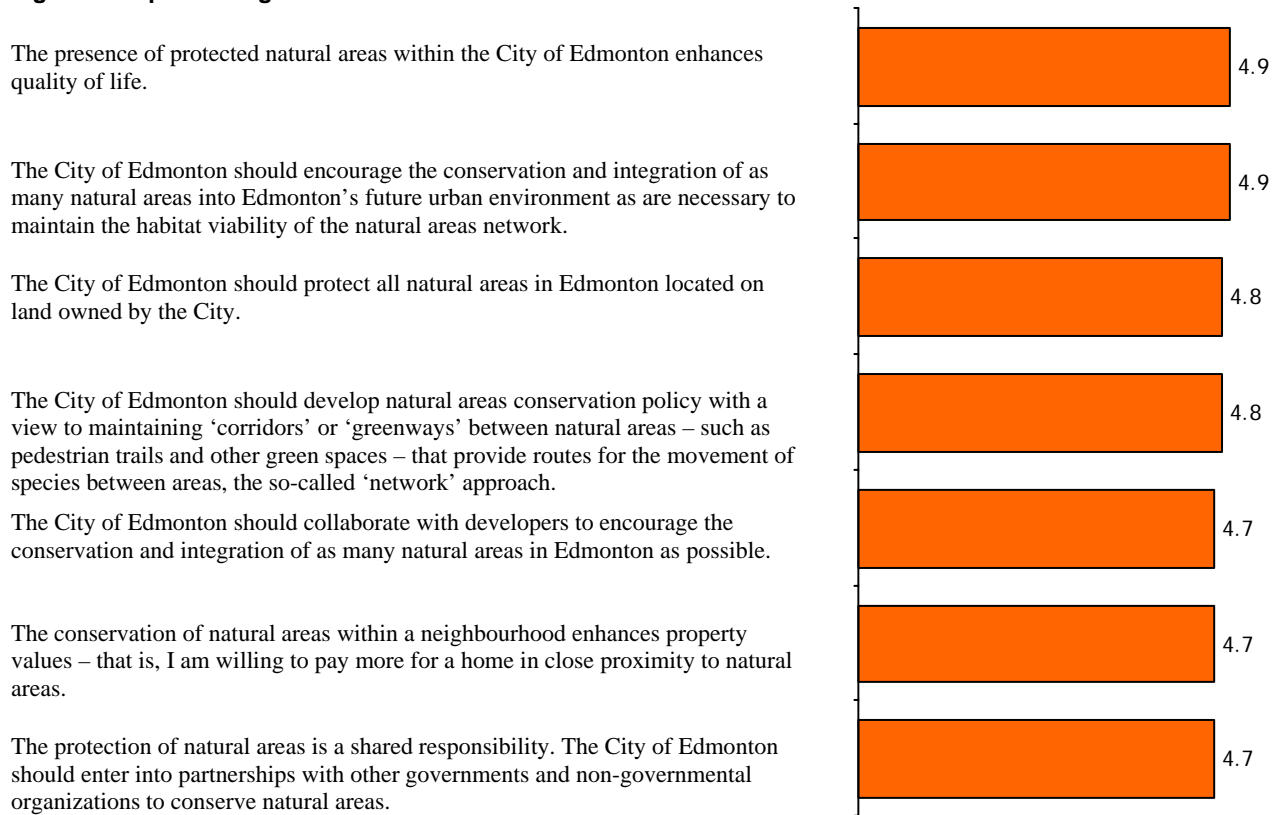 The presence of protected natural areas within the City of Edmonton enhances
quality of life.
4.9
The City of Edmonton should encourage the conservation and integration of as
many natural areas into Edmonton’s future urban environment as are necessary to
maintain the habitat viability of the natural areas network.
4.9
The City of Edmonton should protect all natural areas in Edmonton located on
land owned by the City.
4.8
The City of Edmonton should develop natural areas conservation policy with a
view to maintaining ‘corridors’ or ‘greenways’ between natural areas – such as
pedestrian trails and other green spaces – that provide routes for the movement of
species between areas, the so-called ‘network’ approach.
4.8
The City of Edmonton should collaborate with developers to encourage the
conservation and integration of as many natural areas in Edmonton as possible.
4.7
The conservation of natural areas within a neighbourhood enhances property
values – that is, I am willing to pay more for a home in close proximity to natural
areas.
4.7
The protection of natural areas is a shared responsibility. The City of Edmonton
should enter into partnerships with other governments and non-governmental
organizations to conserve natural areas.
4.7